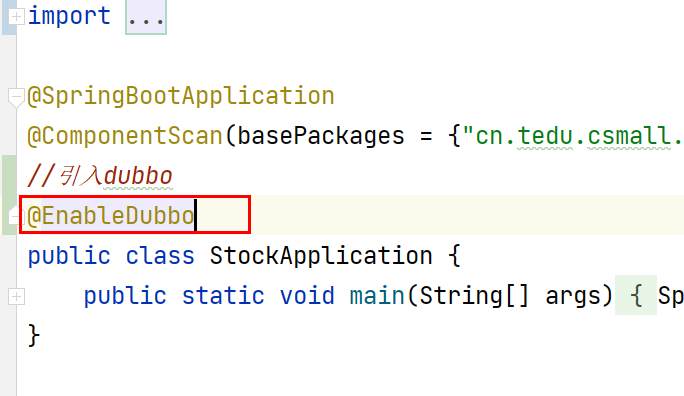 import ...
@SpringBootApplication
@ComponentScan(basePackages = {"cn.tedu.csmall.
//引入dubbo
@EnableDubbo
public class StockApplication {
public static void main(String[] args) { Sp
}